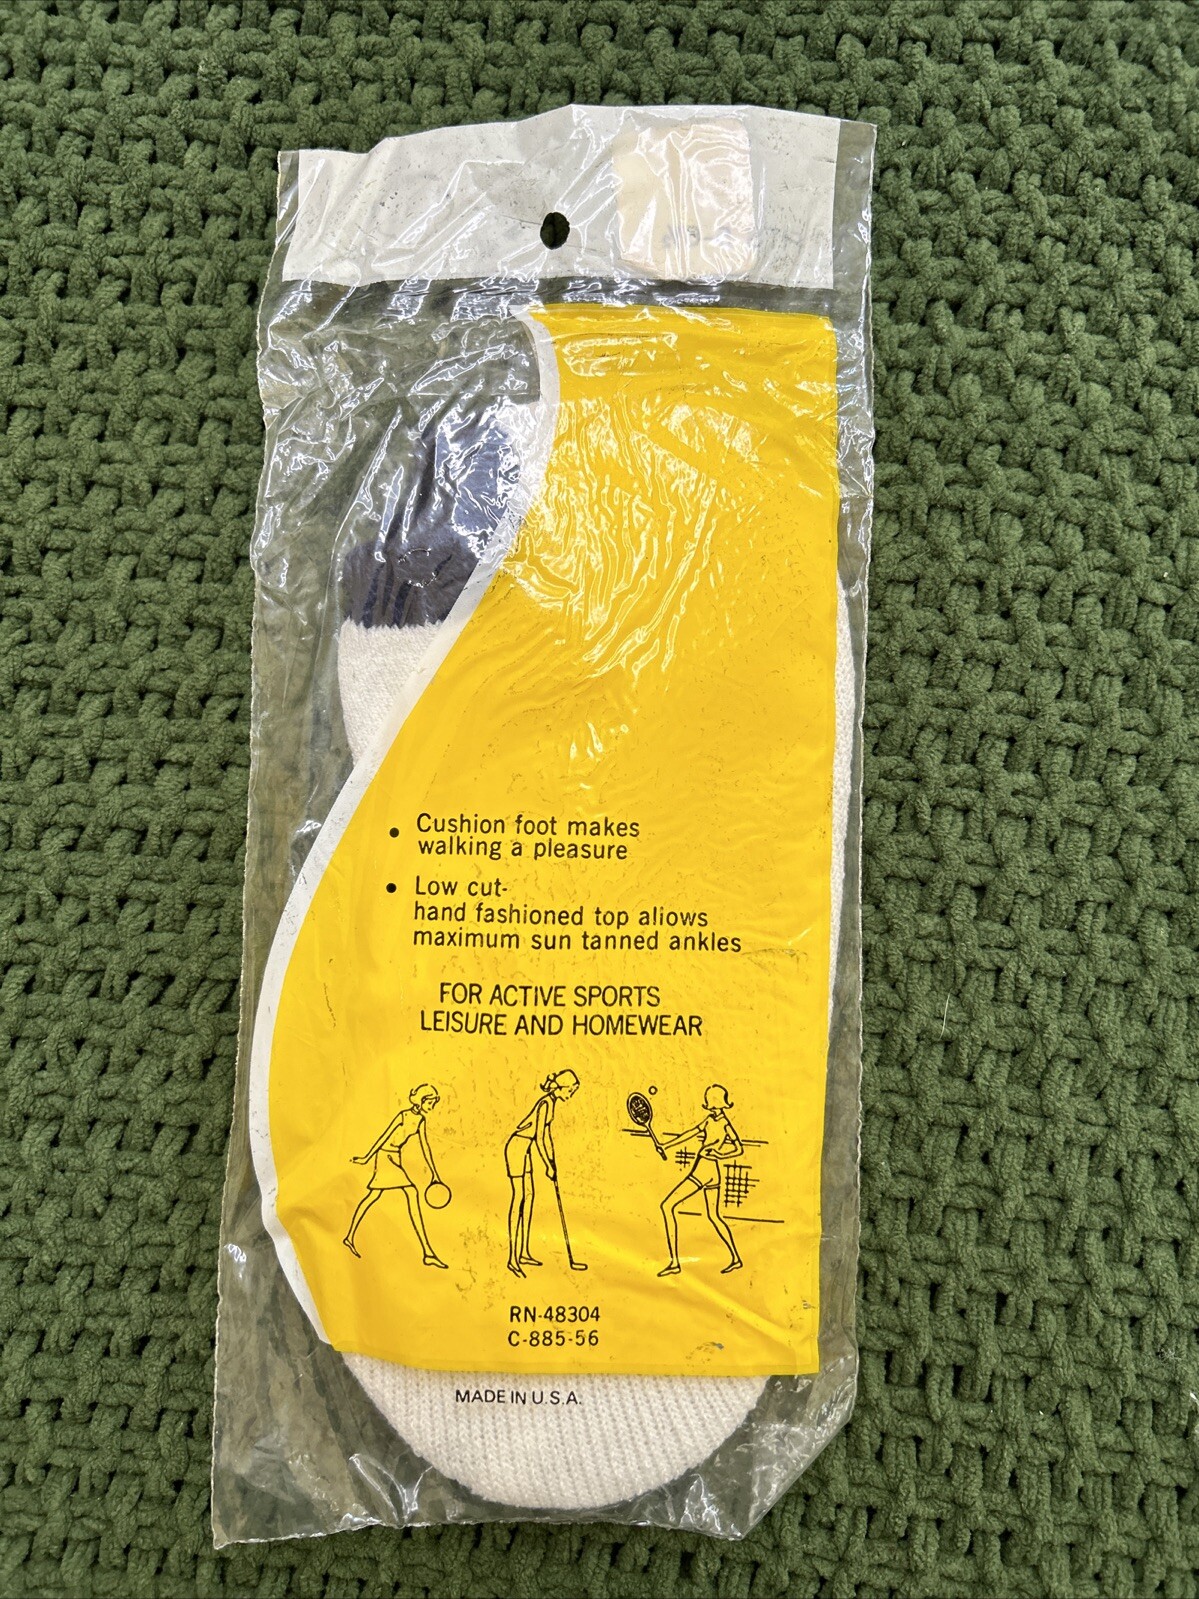 • Cushion foot makes
walking a pleasure
• Low cut-
hand fashioned top allows
maximum sun tanned ankles
FOR ACTIVE SPORTS
LEISURE AND HOMEWEAR
RN-48304
C-885-56
MADE IN U.S.A.